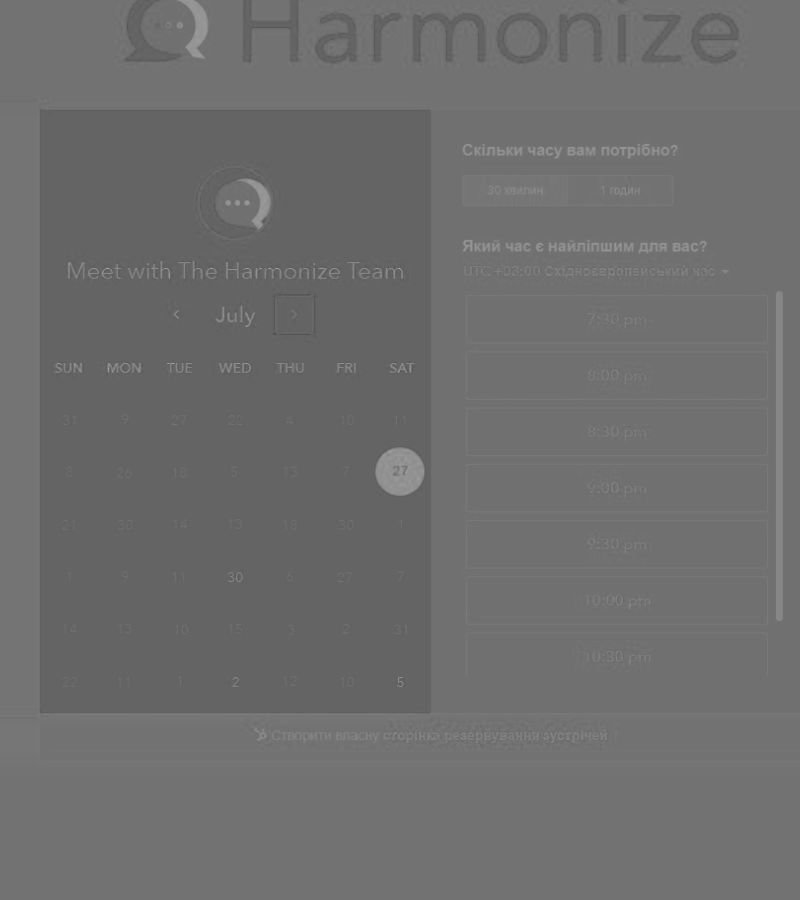 Harmonize
Meet with The Harmonize Team
July
SUN MON TUE WED THU FRI SAT
31 9 27 22 4 10 11
8 26 18 5 13 7 27
21 30 14 13 18 30 1
1 9 11 30 6 27 7
14 13 10 15 3 2 31
22 11 1 2 12 10 5
Скільки часу вам потрібно?
30 хвилин 1 годин
Який час є найліпшим для вас?
UTC +03:00 Східноєвропейський час
7:30 pm
8:00 pm
8:30 pm
9:00 pm
9:30 pm
10:00 pm
10:30 pm
Створити власну сторінка резервування зустрічей